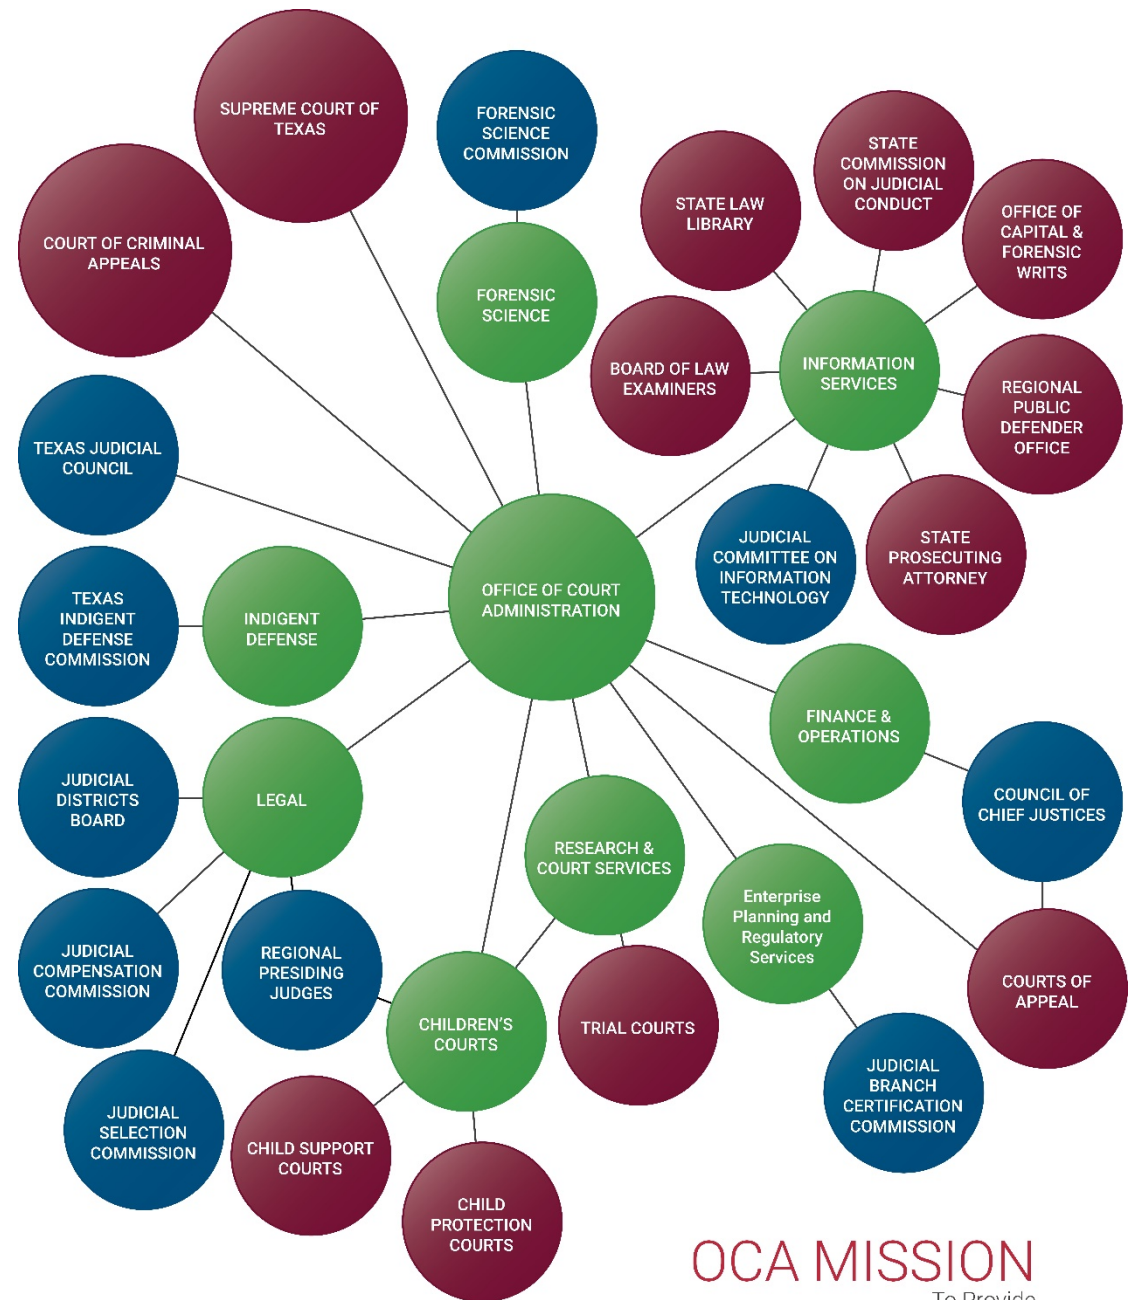 SUPREME COURT OF
TEXAS
COURT OF CRIMINAL
APPEALS
FORENSIC
SCIENCE
COMMISSION
FORENSIC
SCIENCE
STATE LAW
LIBRARY
STATE
COMMISSION
ON JUDICIAL
CONDUCT
OFFICE OF
CAPITAL &
FORENSIC
WRITS
BOARD OF LAW
EXAMINERS
INFORMATION
SERVICES
REGIONAL
PUBLIC
DEFENDER
OFFICE
JUDICIAL
COMMITTEE ON
INFORMATION
TECHNOLOGY
STATE
PROSECUTING
ATTORNEY
TEXAS JUDICIAL
COUNCIL
OFFICE OF COURT
ADMINISTRATION
TEXAS
INDIGENT
DEFENSE
COMMISSION
INDIGENT
DEFENSE
JUDICIAL
DISTRICTS
BOARD
LEGAL
FINANCE &
OPERATIONS
COUNCIL OF
CHIEF JUSTICES
RESEARCH &
COURT SERVICES
Enterprise
Planning and
Regulatory
Services
JUDICIAL
COMPENSATION
COMMISSION
REGIONAL
PRESIDING
JUDGES
CHILDREN'S
COURTS
TRIAL COURTS
COURTS OF
APPEAL
JUDICIAL
SELECTION
COMMISSION
CHILD SUPPORT
COURTS
CHILD
PROTECTION
COURTS
JUDICIAL
BRANCH
CERTIFICATION
COMMISSION
OCA MISSION
To Provide